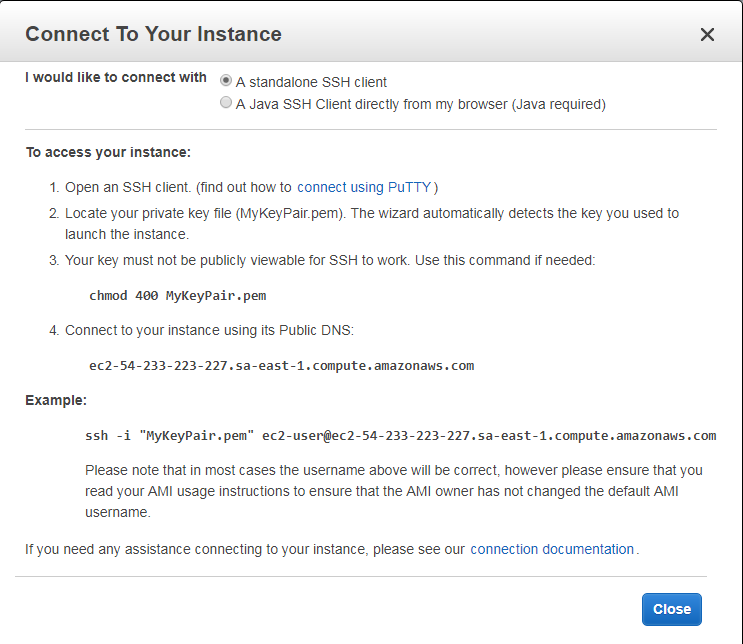 Connect To Your Instance
I would like to connect with
A standalone SSH client
A Java SSH Client directly from my browser (Java required)
To access your instance:
1. Open an SSH client. (find out how to connect using PuTTY)
2. Locate your private key file (MyKeyPair.pem). The wizard automatically detects the key you used to
launch the instance.
3. Your key must not be publicly viewable for SSH to work. Use this command if needed:
chmod 400 MyKeyPair.pem
4. Connect to your instance using its Public DNS:
ec2-54-233-223-227.sa-east-1.compute.amazonaws.com
Example:
ssh -i "MyKeyPair.pem" ec2-user@ec2-54-233-223-227.sa-east-1.compute.amazonaws.com
Please note that in most cases the username above will be correct, however please ensure that you
read your AMI usage instructions to ensure that the AMI owner has not changed the default AMI
username.
If you need any assistance connecting to your instance, please see our connection documentation.
Close